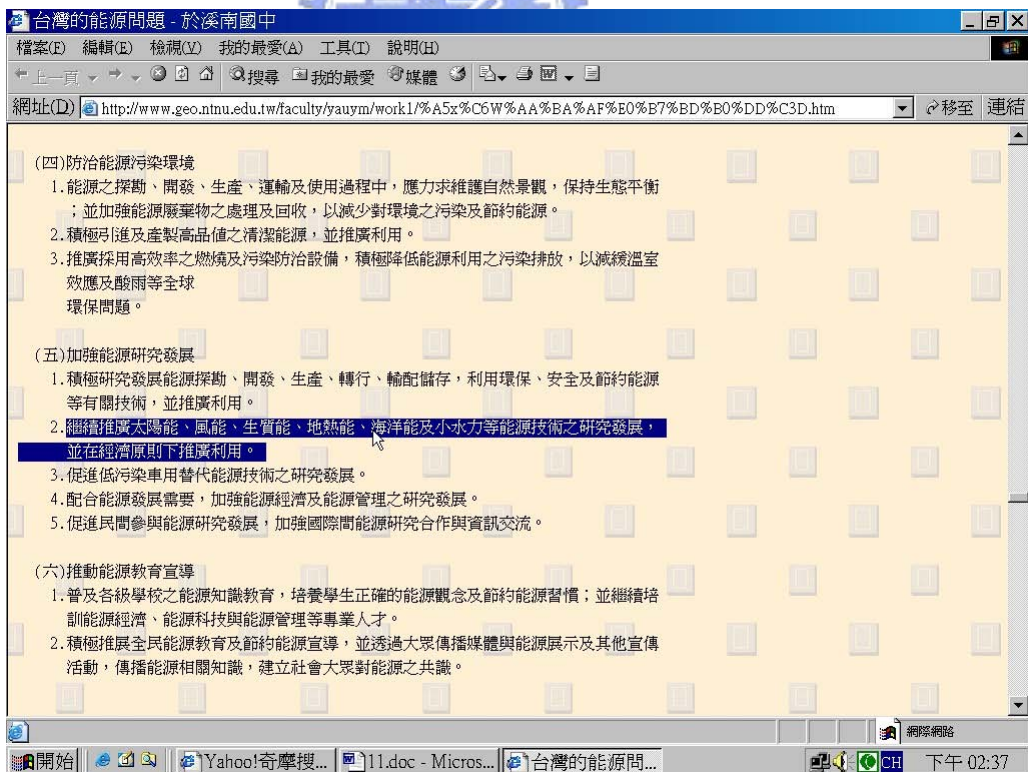 台灣的能源問題 - 於溪南國中
檔案(F) 編輯(E) 檢視(V) 我的最愛(A) 工具(T) 說明(H)
上一頁 搜尋 我的最愛 媒體
網址(D) http://www.geo.ntnu.edu.tw/faculty/yauym/work1/%A5x%C6W%AA%BA%AF%E0%B7%BD%B0%DD%C3D.htm 移至 連結
(四)防治能源污染環境
1.能源之探勘、開發、生產、運輸及使用過程中，應力求維護自然景觀，保持生態平衡
；並加強能源廢棄物之處理及回收，以減少對環境之污染及節約能源。
2.積極引進及產製高品值之清潔能源，並推廣利用。
3.推廣採用高效率之燃燒及污染防治設備，積極降低能源利用之污染排放，以減緩溫室
效應及酸雨等全球
環保問題。
(五)加強能源研究發展
1.積極研究發展能源探勘、開發、生產、轉行、輸配儲存，利用環保、安全及節約能源
等有關技術，並推廣利用。
2.繼續推廣太陽能、風能、生質能、地熱能、海洋能及小水力等能源技術之研究發展，
並在經濟原則下推廣利用。
3.促進低污染車用替代能源技術之研究發展。
4.配合能源發展需要，加強能源經濟及能源管理之研究發展。
5.促進民間參與能源研究發展，加強國際間能源研究合作與資訊交流。
(六)推動能源教育宣導
1.普及各級學校之能源知識教育，培養學生正確的能源觀念及節約能源習慣；並繼續培
訓能源經濟、能源科技與能源管理等專業人才。
2.積極推展全民能源教育及節約能源宣導，並透過大眾傳播媒體與能源展示及其他宣傳
活動，傳播能源相關知識，建立社會大眾對能源之共識。
網際網路
開始 Yahoo!奇摩搜... 11.doc - Micros... 台灣的能源問... CH 下午 02:37